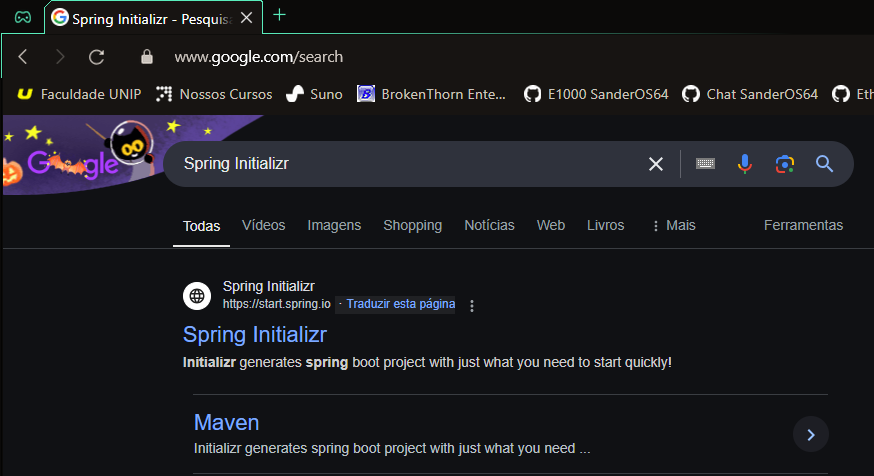 Spring Initializr - Pesquisa
www.google.com/search
Faculdade UNIP Nossos Cursos Suno BrokenThorn Ente... E1000 SanderOS64 Chat SanderOS64 Eth
Google
Spring Initializr
Todas Vídeos Imagens Shopping Notícias Web Livros Mais Ferramentas
Spring Initializr
https://start.spring.io · Traduzir esta página
Spring Initializr
Initializr generates spring boot project with just what you need to start quickly!
Maven
Initializr generates spring boot project with just what you need ...